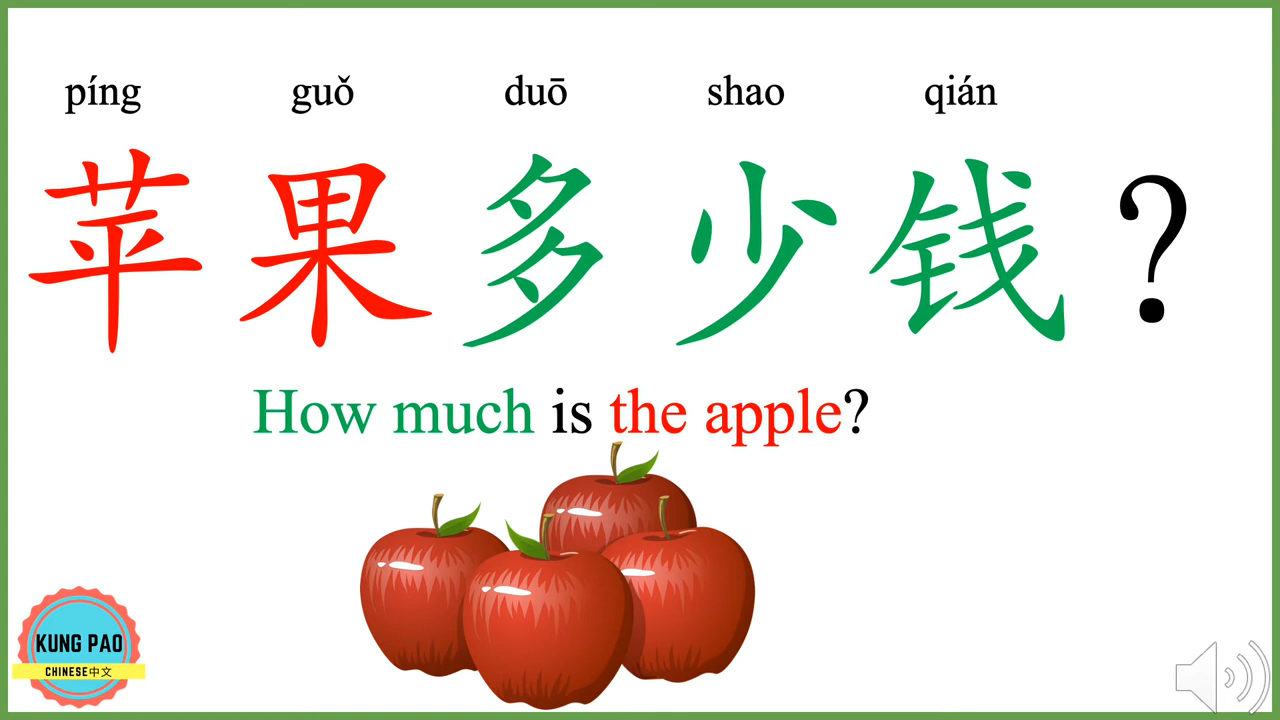 píng guǒ duō shao qián
苹果多少钱?
How much is the apple?
KUNG PAO
CHINESE中文